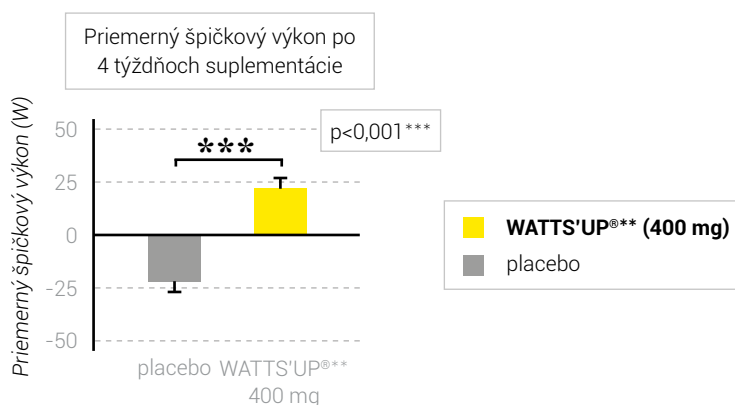 Priemerný špičkový výkon po
4 týždňoch suplementácie
Priemerný špičkový výkon (W)
50
25
0
-25
-50
***
p<0,001***
placebo
WATTS'UP®**
400 mg
WATTS'UP®** (400 mg)
placebo